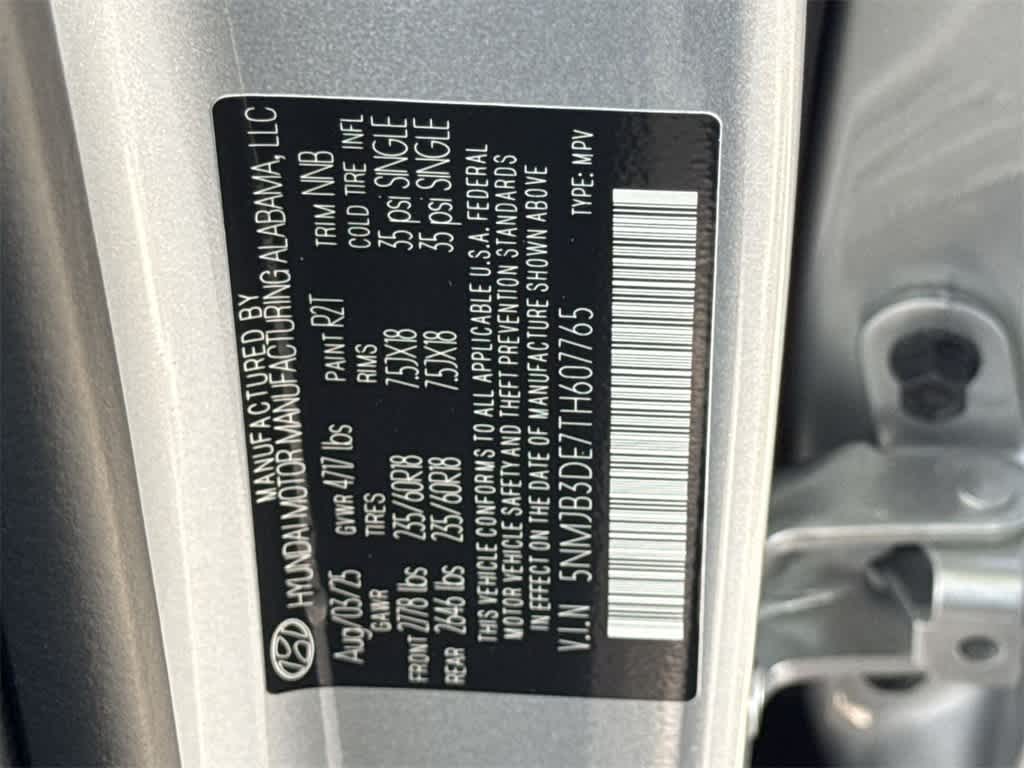 MANUFACTURED BY
HYUNDAI MOTOR MANUFACTURING ALABAMA, LLC
Aug/03/25 GVWR 4717 lbs PAINT R2T TRIM NNB
GAWR TIRES RIMS COLD TIRE INFL
FRONT 2778 lbs 235/60R18 7.5JX18 35 psi SINGLE
REAR 2646 lbs 235/60R18 7.5JX18 35 psi SINGLE
THIS VEHICLE CONFORMS TO ALL APPLICABLE U.S.A. FEDERAL
MOTOR VEHICLE SAFETY AND THEFT PREVENTION STANDARDS
IN EFFECT ON THE DATE OF MANUFACTURE SHOWN ABOVE
V.I.N 5NMJB3DE7TH607765 TYPE: MPV